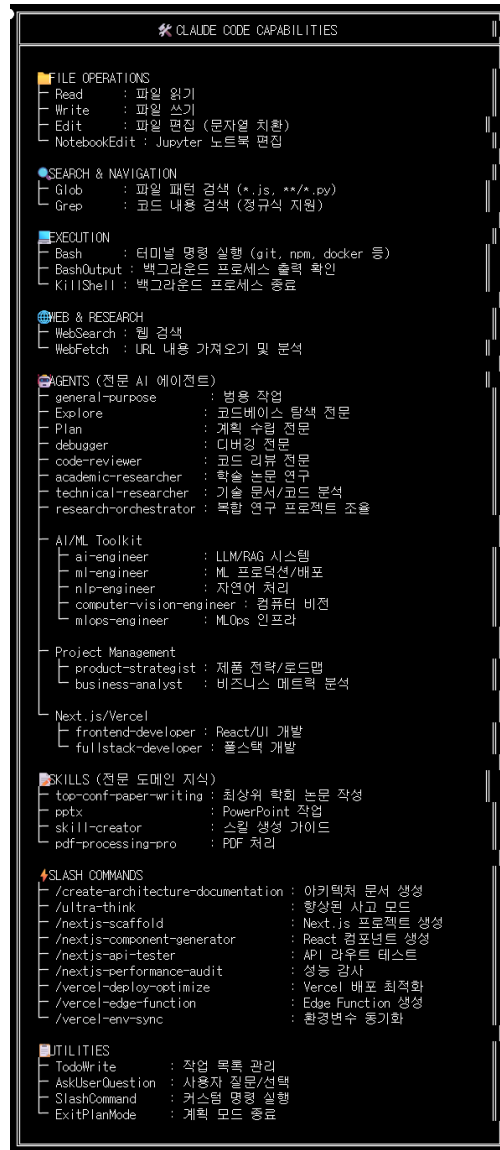 🛠 CLAUDE CODE CAPABILITIES
📁FILE OPERATIONS
├─ Read : 파일 읽기
├─ Write : 파일 쓰기
├─ Edit : 파일 편집 (문자열 치환)
└─ NotebookEdit : Jupyter 노트북 편집
🔍SEARCH & NAVIGATION
├─ Glob : 파일 패턴 검색 (*.js, **/*.py)
└─ Grep : 코드 내용 검색 (정규식 지원)
💻EXECUTION
├─ Bash : 터미널 명령 실행 (git, npm, docker 등)
├─ BashOutput : 백그라운드 프로세스 출력 확인
└─ KillShell : 백그라운드 프로세스 종료
🌐WEB & RESEARCH
├─ WebSearch : 웹 검색
└─ WebFetch : URL 내용 가져오기 및 분석
🤖AGENTS (전문 AI 에이전트)
├─ general-purpose : 범용 작업
├─ Explore : 코드베이스 탐색 전문
├─ Plan : 계획 수립 전문
├─ debugger : 디버깅 전문
├─ code-reviewer : 코드 리뷰 전문
├─ academic-researcher : 학술 논문 연구
├─ technical-researcher : 기술 문서/코드 분석
├─ research-orchestrator : 복합 연구 프로젝트 조율
├─ AI/ML Toolkit
├─ ai-engineer : LLM/RAG 시스템
├─ ml-engineer : ML 프로덕션/배포
├─ nlp-engineer : 자연어 처리
├─ computer-vision-engineer : 컴퓨터 비전
└─ mlops-engineer : MLOps 인프라
├─ Project Management
├─ product-strategist : 제품 전략/로드맵
└─ business-analyst : 비즈니스 메트릭 분석
└─ Next.js/Vercel
├─ frontend-developer : React/UI 개발
└─ fullstack-developer : 풀스택 개발
📝SKILLS (전문 도메인 지식)
├─ top-conf-paper-writing : 최상위 학회 논문 작성
├─ pptx : PowerPoint 작업
├─ skill-creator : 스킬 생성 가이드
└─ pdf-processing-pro : PDF 처리
⚡SLASH COMMANDS
├─ /create-architecture-documentation : 아키텍처 문서 생성
├─ /ultra-think : 향상된 사고 모드
├─ /nextjs-scaffold : Next.js 프로젝트 생성
├─ /nextjs-component-generator : React 컴포넌트 생성
├─ /nextjs-api-tester : API 라우트 테스트
├─ /nextjs-performance-audit : 성능 감사
├─ /vercel-deploy-optimize : Vercel 배포 최적화
├─ /vercel-edge-function : Edge Function 생성
└─ /vercel-env-sync : 환경변수 동기화
📋UTILITIES
├─ TodoWrite : 작업 목록 관리
├─ AskUserQuestion : 사용자 질문/선택
├─ SlashCommand : 커스텀 명령 실행
└─ ExitPlanMode : 계획 모드 종료